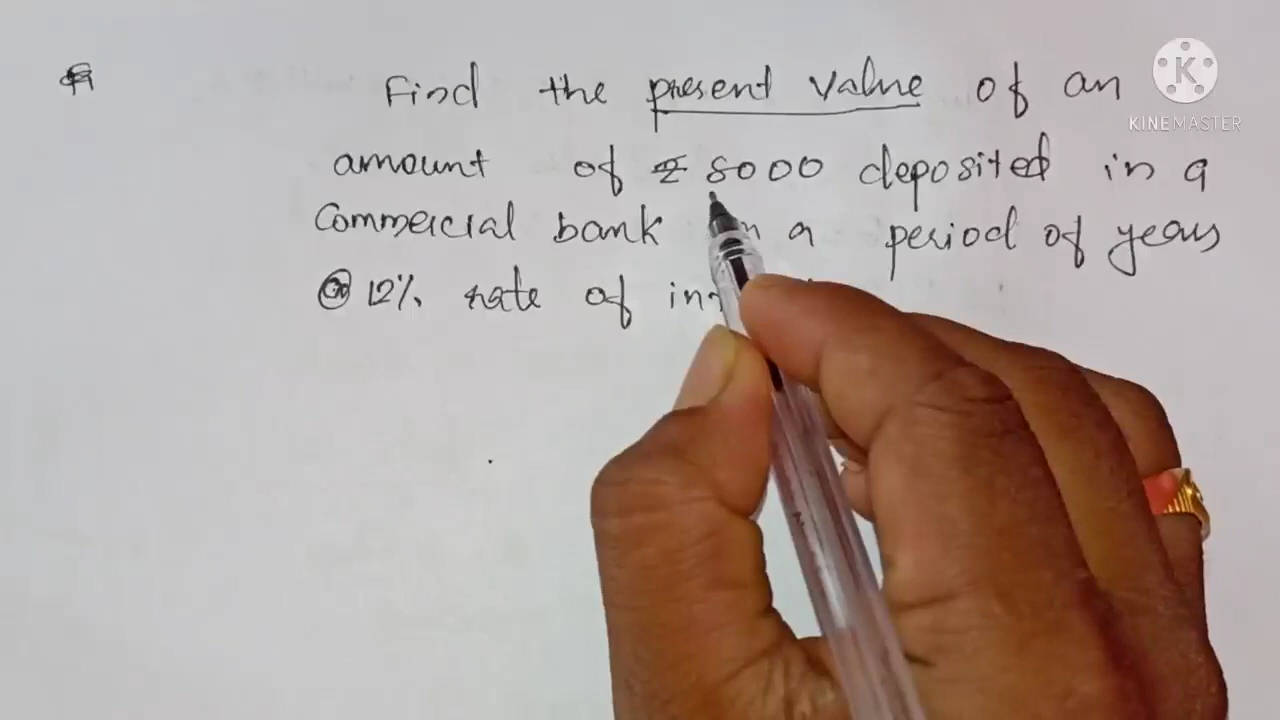 Find the present value of an
amount of ₹ 8000 deposited in a
Commercial bank in a period of years
@ 12% rate of
KINEMASTER